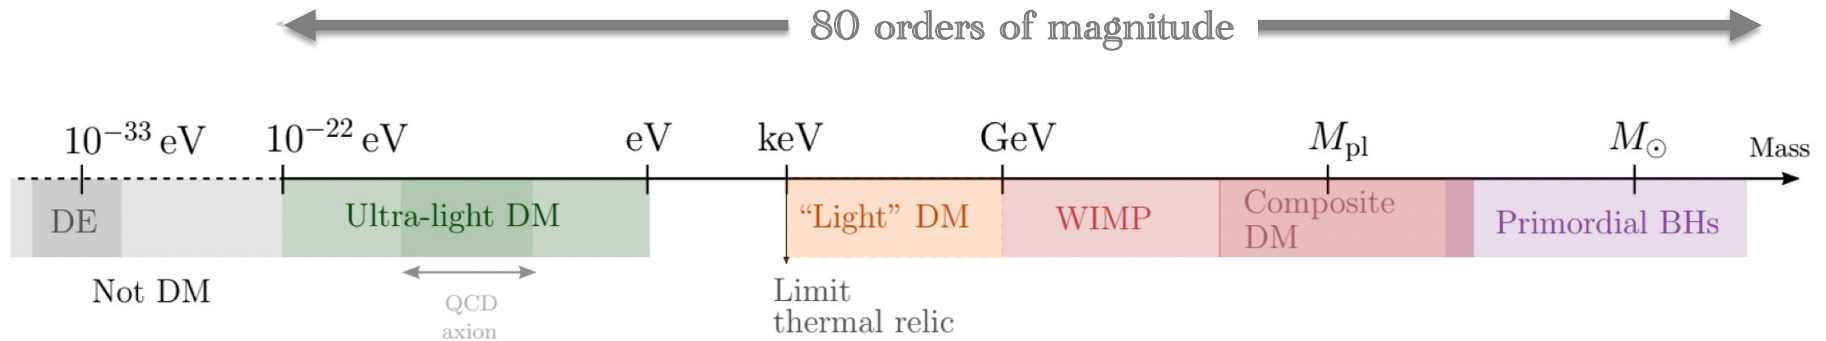 80 orders of magnitude
10⁻³³ eV
10⁻²² eV
eV
keV
GeV
M_pl
M_⊙
Mass
DE
Ultra-light DM
“Light” DM
WIMP
Composite
DM
Primordial BHs
Not DM
QCD
axion
Limit
thermal relic